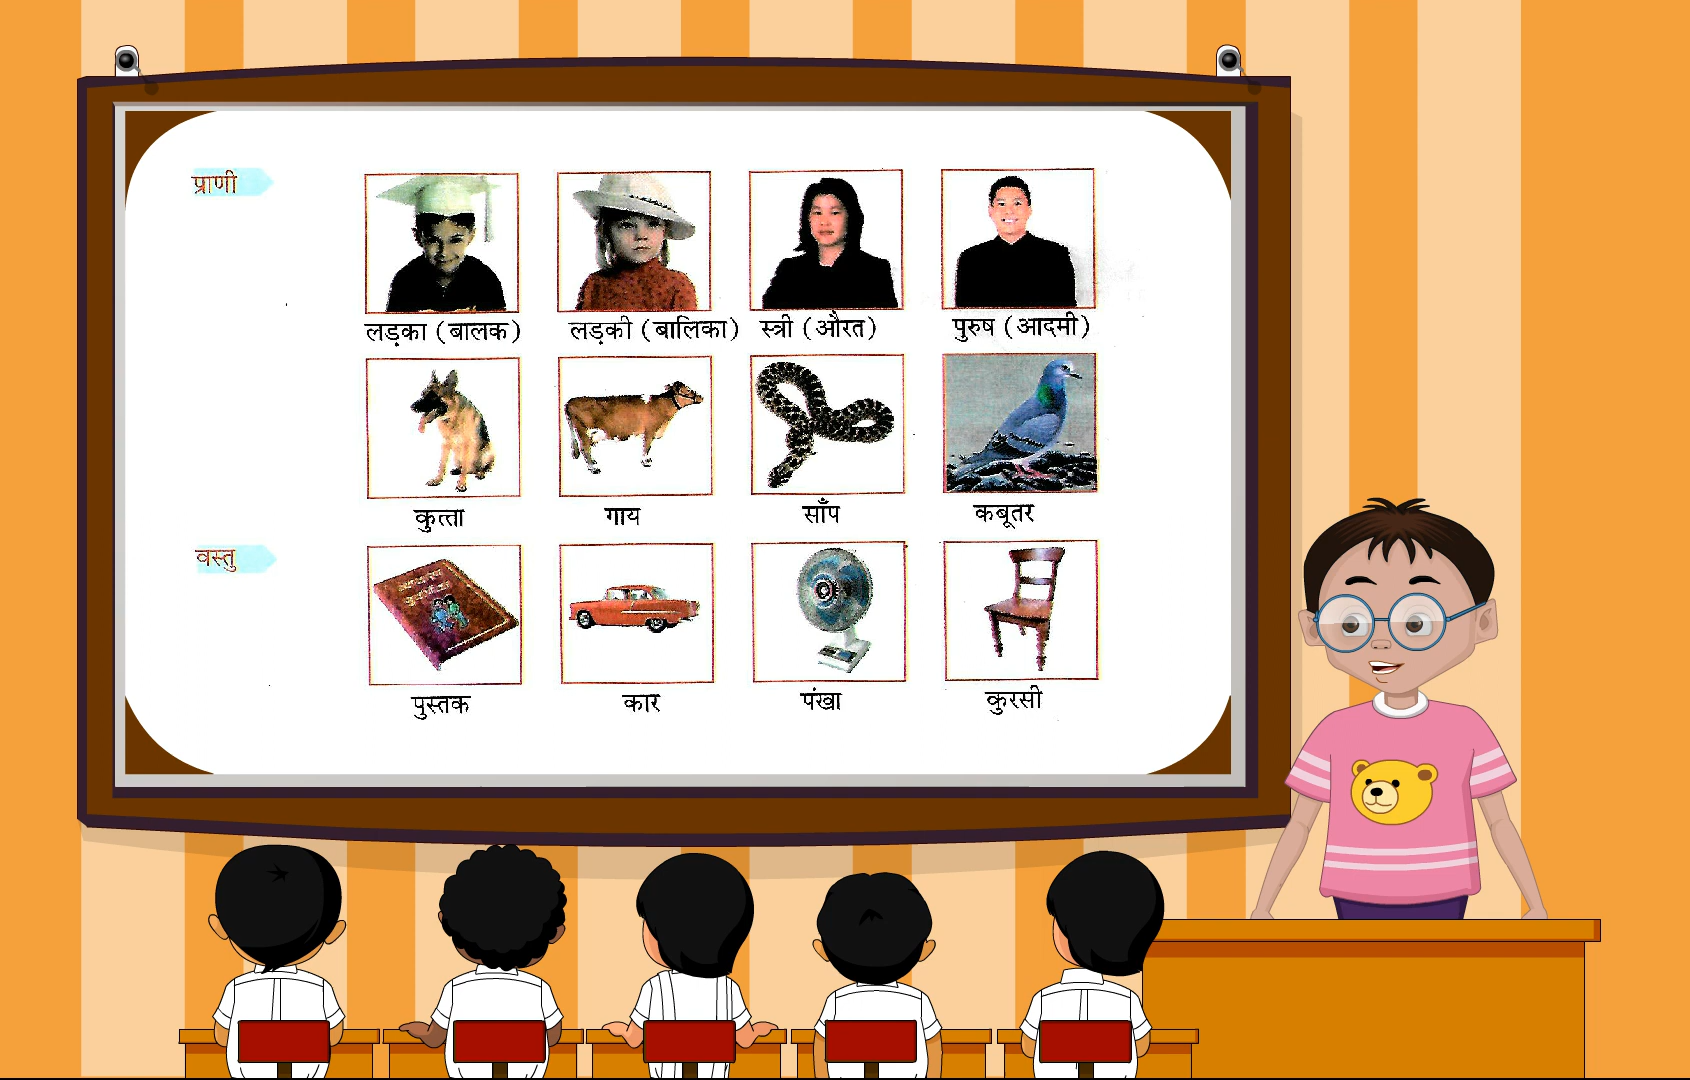 प्राणी
लड़का (बालक) लड़की (बालिका) स्त्री (औरत) पुरुष (आदमी)
कुत्ता गाय साँप कबूतर
वस्तु
पुस्तक कार पंखा कुरसी